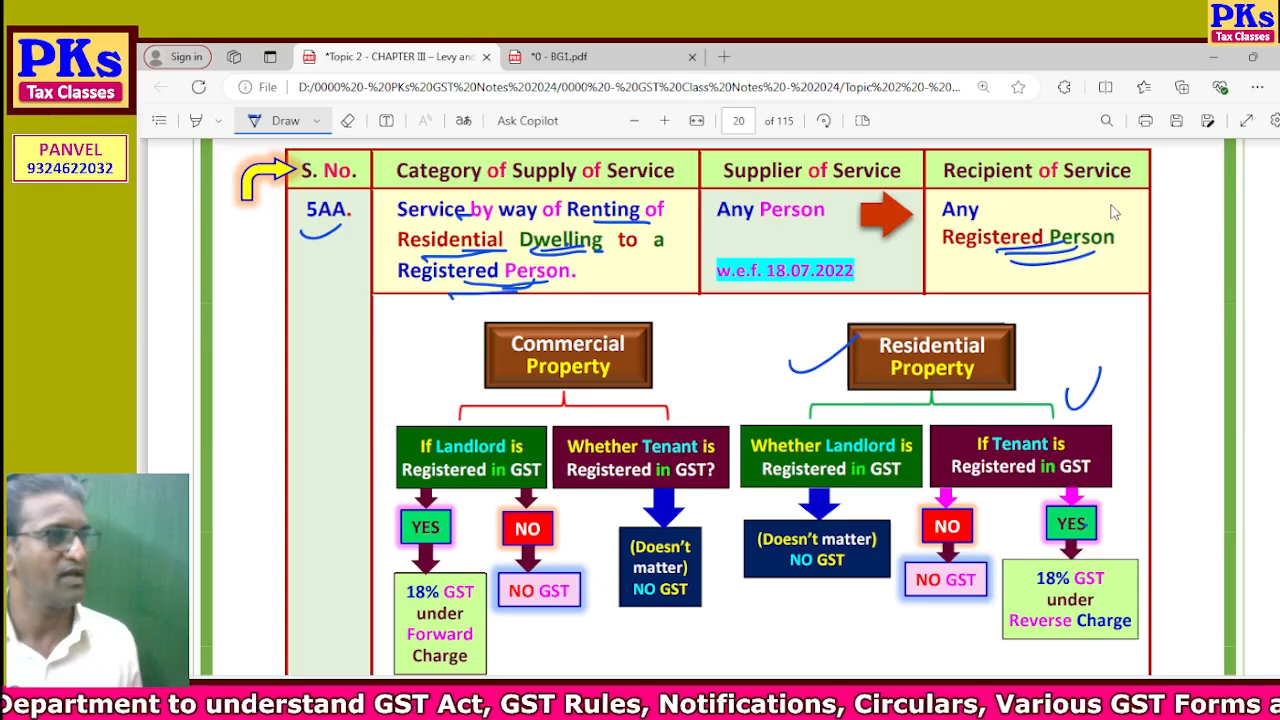 PKs
Tax Classes
PKs
Tax Classes
PANVEL
9324622032
Sign in
*Topic 2 - CHAPTER III – Levy and
*0 - BG1.pdf
File
D:/0000%20-%20PKs%20GST%20Notes%202024/0000%20-%20GST%20Class%20Notes%20-%202024/Topic%202%20-%20...
Draw
Ask Copilot
20 of 115
S. No.
Category of Supply of Service
Supplier of Service
Recipient of Service
5AA.
Service by way of Renting of
Residential Dwelling to a
Registered Person.
Any Person
w.e.f. 18.07.2022
Any
Registered Person
Commercial
Property
Residential
Property
If Landlord is
Registered in GST
Whether Tenant is
Registered in GST?
Whether Landlord is
Registered in GST
If Tenant is
Registered in GST
YES
NO
(Doesn't
matter)
NO GST
(Doesn't matter)
NO GST
NO
YES
18% GST
under
Forward
Charge
NO GST
NO GST
18% GST
under
Reverse Charge
Department to understand GST Act, GST Rules, Notifications, Circulars, Various GST Forms a